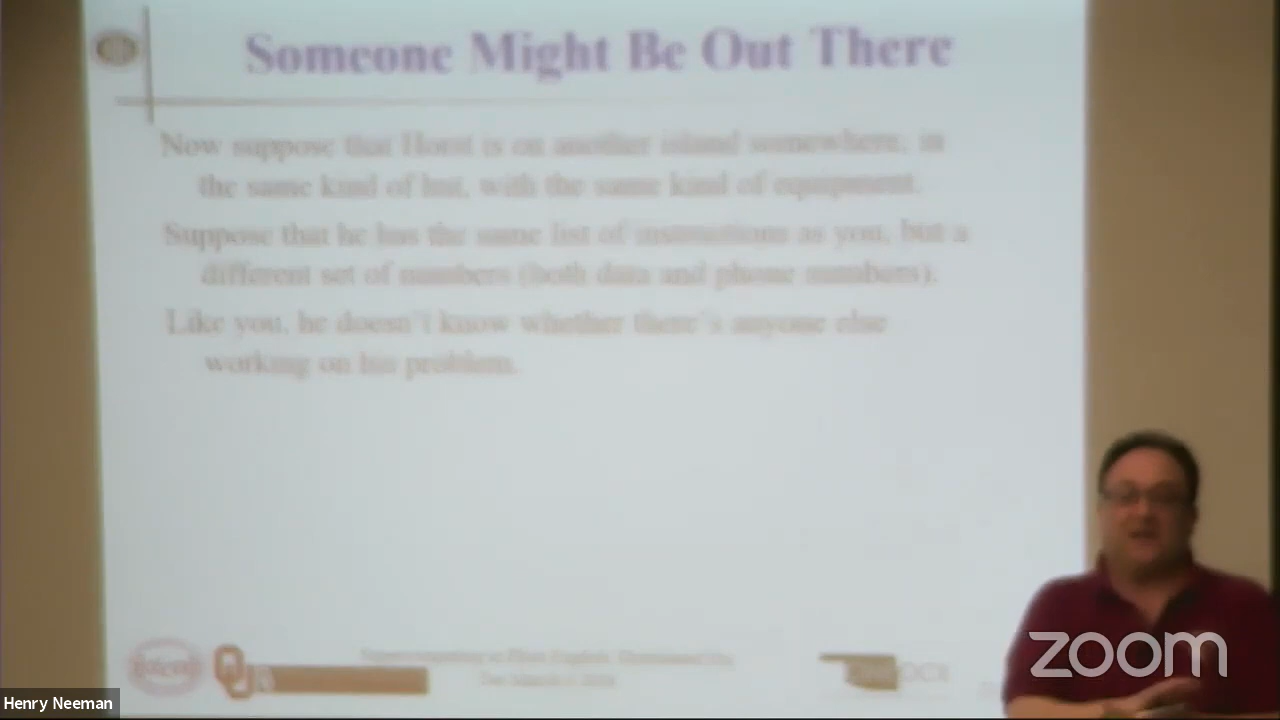 Someone Might Be Out There
Now suppose that Horst is on another island somewhere, in
the same kind of hut, with the same kind of equipment.
Suppose that he has the same list of instructions as you, but a
different set of numbers (both data and phone numbers).
Like you, he doesn't know whether there's anyone else
working on his problem.
zoom
Henry Neeman